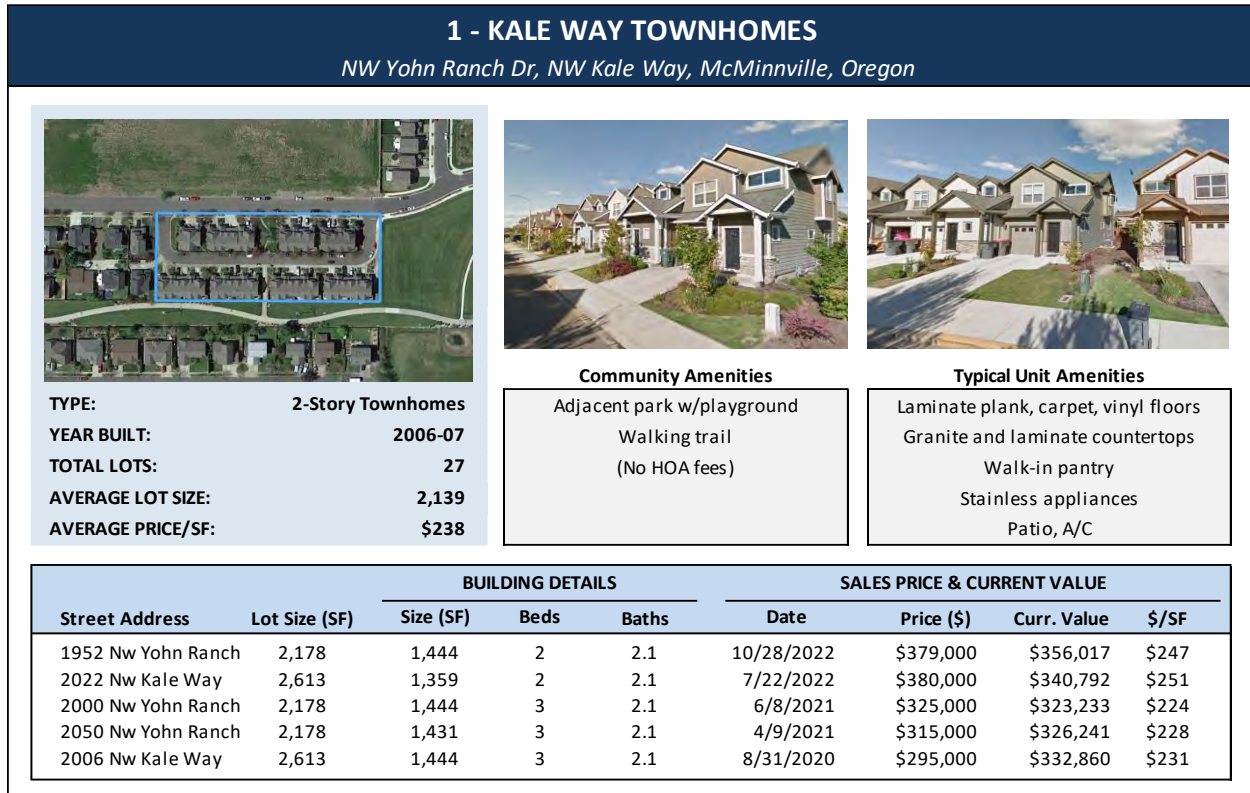 1 - KALE WAY TOWNHOMES
NW Yohn Ranch Dr, NW Kale Way, McMinnville, Oregon
TYPE: 2-Story Townhomes
YEAR BUILT: 2006-07
TOTAL LOTS: 27
AVERAGE LOT SIZE: 2,139
AVERAGE PRICE/SF: $238
Community Amenities
Adjacent park w/playground
Walking trail
(No HOA fees)
Typical Unit Amenities
Laminate plank, carpet, vinyl floors
Granite and laminate countertops
Walk-in pantry
Stainless appliances
Patio, A/C
BUILDING DETAILS SALES PRICE & CURRENT VALUE
Street Address Lot Size (SF) Size (SF) Beds Baths Date Price ($) Curr. Value $/SF
1952 Nw Yohn Ranch 2,178 1,444 2 2.1 10/28/2022 $379,000 $356,017 $247
2022 Nw Kale Way 2,613 1,359 2 2.1 7/22/2022 $380,000 $340,792 $251
2000 Nw Yohn Ranch 2,178 1,444 3 2.1 6/8/2021 $325,000 $323,233 $224
2050 Nw Yohn Ranch 2,178 1,431 3 2.1 4/9/2021 $315,000 $326,241 $228
2006 Nw Kale Way 2,613 1,444 3 2.1 8/31/2020 $295,000 $332,860 $231